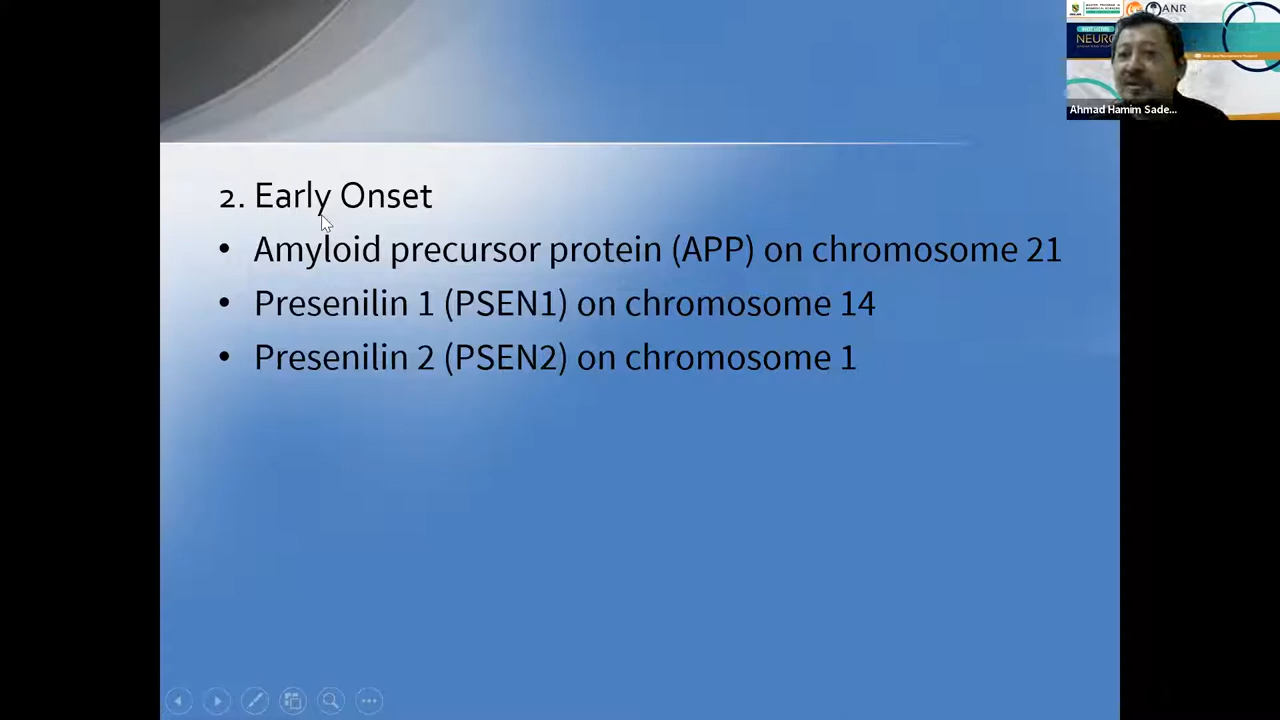 2. Early Onset
• Amyloid precursor protein (APP) on chromosome 21
• Presenilin 1 (PSEN1) on chromosome 14
• Presenilin 2 (PSEN2) on chromosome 1
ANR
NEURO
Ahmad Hamim Sade...